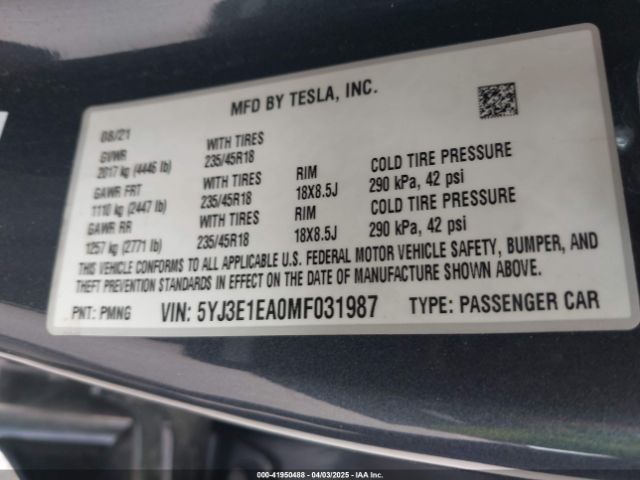 MFD BY TESLA, INC.
08/21
GVWR WITH TIRES
2017 kg (4446 lb) 235/45R18
GAWR FRT WITH TIRES RIM COLD TIRE PRESSURE
1110 kg (2447 lb) 235/45R18 18X8.5J 290 kPa, 42 psi
GAWR RR WITH TIRES RIM COLD TIRE PRESSURE
1257 kg (2771 lb) 235/45R18 18X8.5J 290 kPa, 42 psi
THIS VEHICLE CONFORMS TO ALL APPLICABLE U.S. FEDERAL MOTOR VEHICLE SAFETY, BUMPER, AND
THEFT PREVENTION STANDARDS IN EFFECT ON THE DATE OF MANUFACTURE SHOWN ABOVE.
PNT: PMNG VIN: 5YJ3E1EA0MF031987 TYPE: PASSENGER CAR
000-41950488 - 04/03/2025 - IAA Inc.